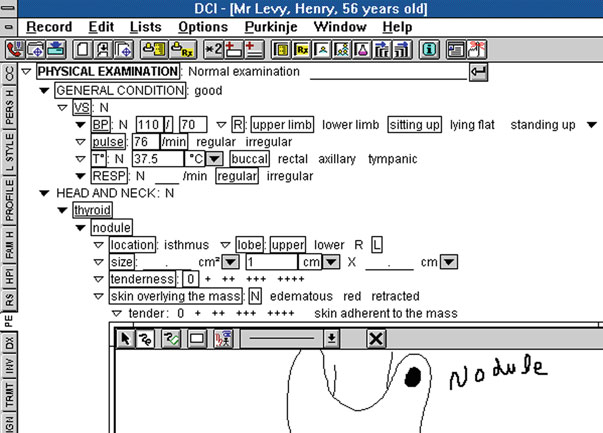 DCI - [Mr Levy, Henry, 56 years old]
Record Edit Lists Options Purkinje Window Help
*2 Rx Rx
PHYSICAL EXAMINATION: Normal examination
GENERAL CONDITION: good
VS: N
BP: N 110 / 70 R: upper limb lower limb sitting up lying flat standing up
pulse: 76 /min regular irregular
T°: N 37.5 °C buccal rectal axillary tympanic
RESP: N /min regular irregular
HEAD AND NECK: N
thyroid
nodule
location: isthmus lobe: upper lower R L
size: . cm² 1 cm X . cm
tenderness: 0 + ++ +++ ++++
skin overlying the mass: N edematous red retracted
tender: 0 + ++ +++ ++++ skin adherent to the mass
Nodule
CC
PERS H
L STYLE
PROFILE
FAM H
HPI
RS
PE
DX
INV
TRMT
IGN